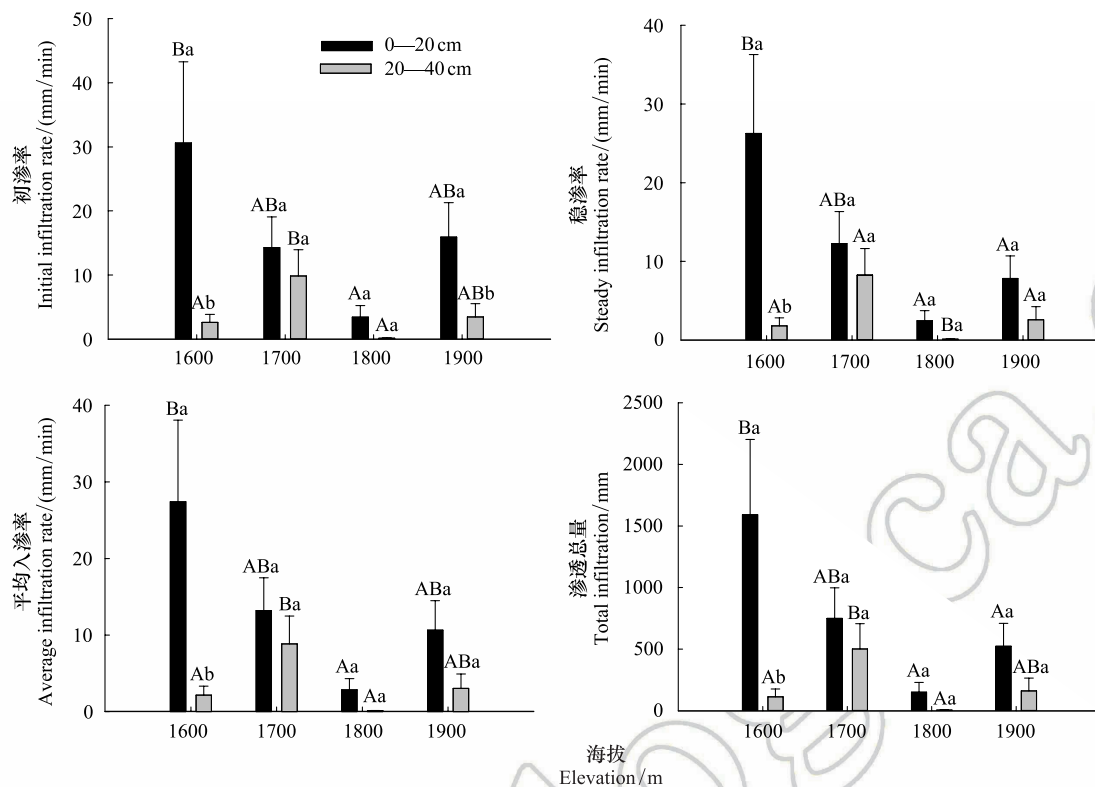 初渗率
Initial infiltration rate/(mm/min)
50
40
30
20
10
0
0—20 cm
20—40 cm
Ba
Ab
ABa
Ba
Aa
Aa
ABa
ABb
1600
1700
1800
1900
稳渗率
Steady infiltration rate/(mm/min)
40
30
20
10
0
Ba
Ab
ABa
Aa
Aa
Ba
Aa
Aa
1600
1700
1800
1900
平均入渗率
Average infiltration rate/(mm/min)
40
30
20
10
0
Ba
Ab
ABa
Ba
Aa
Aa
ABa
ABa
1600
1700
1800
1900
渗透总量
Total infiltration/mm
2500
2000
1500
1000
500
0
Ba
Ab
ABa
Ba
Aa
Aa
Aa
ABa
1600
1700
1800
1900
海拔
Elevation/m